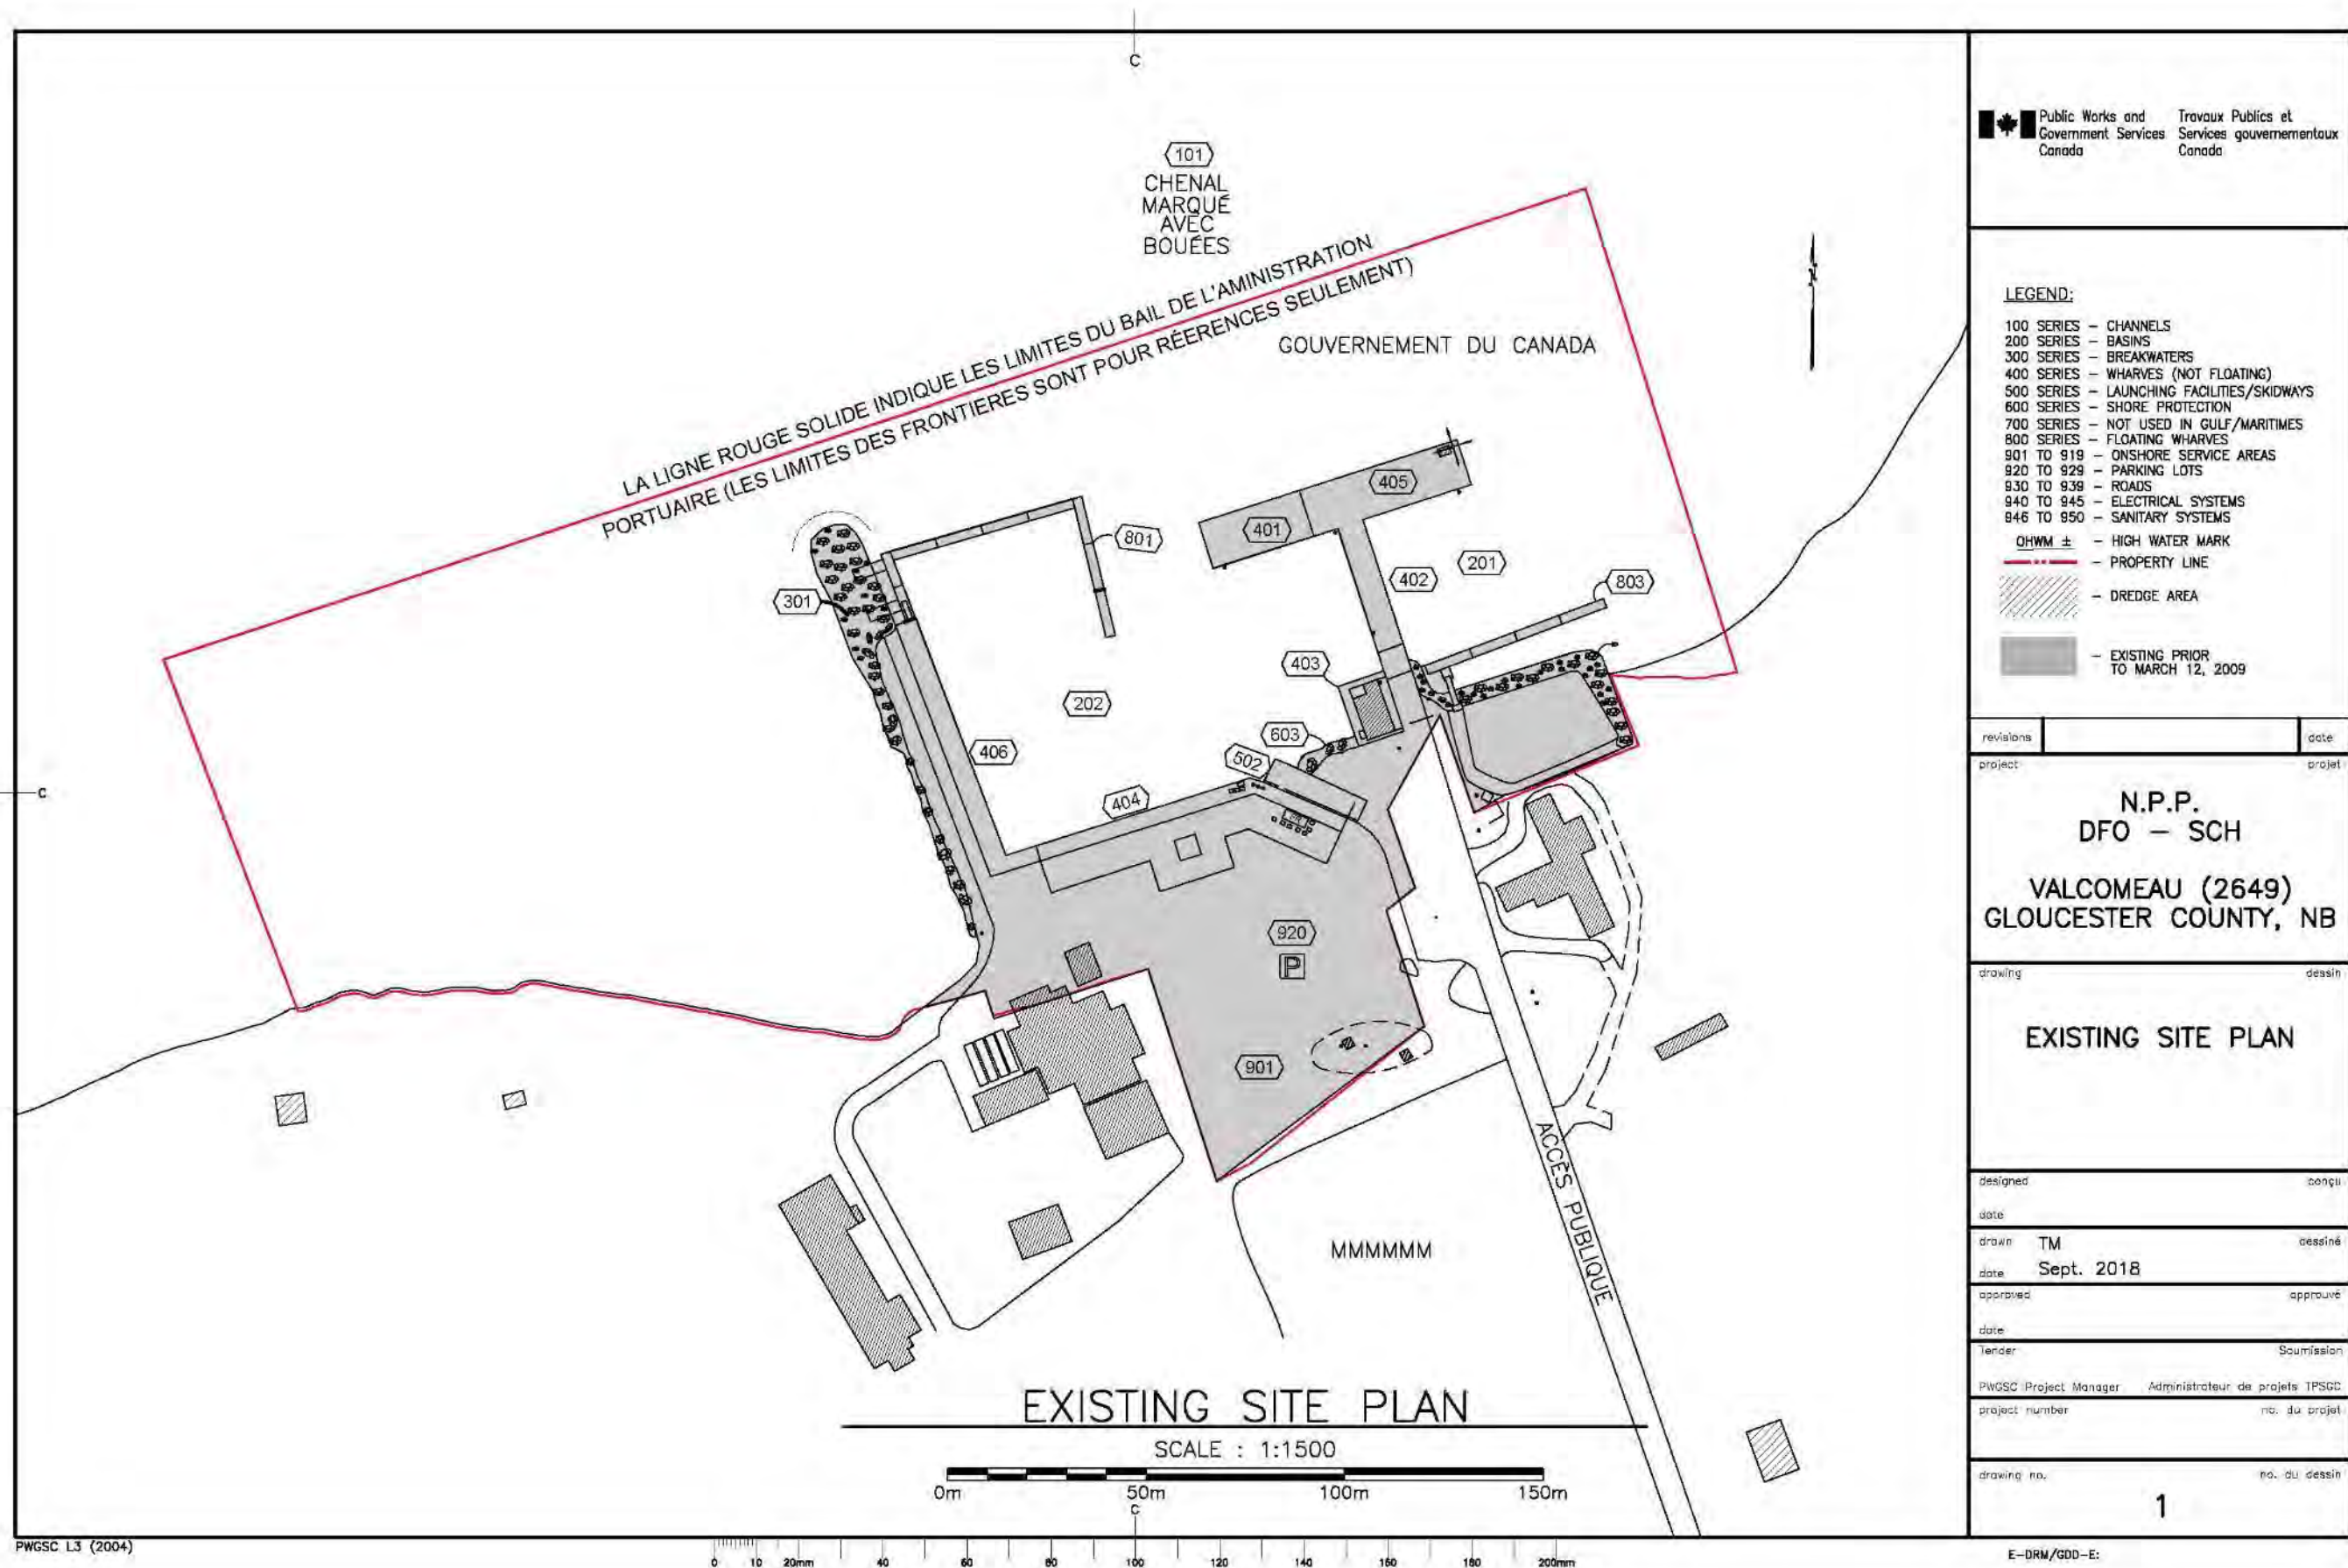 C
101
CHENAL
MARQUÉ
AVEC
BOUÉES
LA LIGNE ROUGE SOLIDE INDIQUE LES LIMITES DU BAIL DE L'AMINISTRATION
PORTUAIRE (LES LIMITES DES FRONTIERES SONT POUR RÉERENCES SEULEMENT)
GOUVERNEMENT DU CANADA
405
401
801
402
201
803
301
403
202
603
406
502
404
C
920
P
901
ACCÈS PUBLIQUE
MMMMMM
EXISTING SITE PLAN
SCALE : 1:1500
0m 50m 100m 150m
C
PWGSC L3 (2004)
0 10 20mm 40 60 80 100 120 140 160 180 200mm
Public Works and
Government Services
Canada
Travaux Publics et
Services gouvernementaux
Canada
LEGEND:
100 SERIES – CHANNELS
200 SERIES – BASINS
300 SERIES – BREAKWATERS
400 SERIES – WHARVES (NOT FLOATING)
500 SERIES – LAUNCHING FACILITIES/SKIDWAYS
600 SERIES – SHORE PROTECTION
700 SERIES – NOT USED IN GULF/MARITIMES
800 SERIES – FLOATING WHARVES
901 TO 919 – ONSHORE SERVICE AREAS
920 TO 929 – PARKING LOTS
930 TO 939 – ROADS
940 TO 945 – ELECTRICAL SYSTEMS
946 TO 950 – SANITARY SYSTEMS
OHWM ± – HIGH WATER MARK
– PROPERTY LINE
– DREDGE AREA
– EXISTING PRIOR
TO MARCH 12, 2009
revisions date
project projet
N.P.P.
DFO – SCH
VALCOMEAU (2649)
GLOUCESTER COUNTY, NB
drawing dessin
EXISTING SITE PLAN
designed conçu
date
drawn TM dessiné
date Sept. 2018
approved approuvé
date
Tender Soumission
PWGSC Project Manager Administrateur de projets TPSGC
project number no. du projet
drawing no. no. du dessin
1
E–DRM/GDD–E: